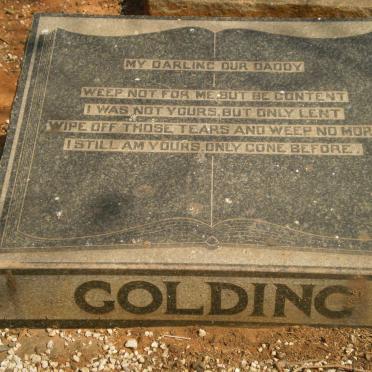 MY DARLING OUR DADDY
WEEP NOT FOR ME, BUT BE CONTENT
I WAS NOT YOURS, BUT ONLY LENT
WIPE OFF THOSE TEARS AND WEEP NO MOR
I STILL AM YOURS, ONLY GONE BEFORE.
GOLDING